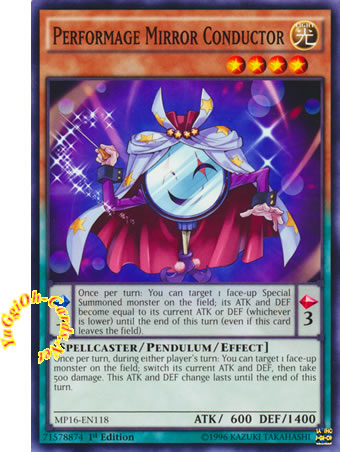 PERFORMAGE MIRROR CONDUCTOR
LIGHT
光
Once per turn: You can target 1 face-up Special
Summoned monster on the field; its ATK and DEF
become equal to its current ATK or DEF (whichever
is lower) until the end of this turn (even if this card
leaves the field).
3
[SPELLCASTER/PENDULUM/EFFECT]
Once per turn, during either player's turn: You can target 1 face-up
monster on the field; switch its current ATK and DEF, then take
500 damage. This ATK and DEF change lasts until the end of this
turn.
MP16-EN118
ATK/ 600 DEF/1400
71578874 1st Edition
©1996 KAZUKI TAKAHASHI
YuGgiOh-Cards.Net